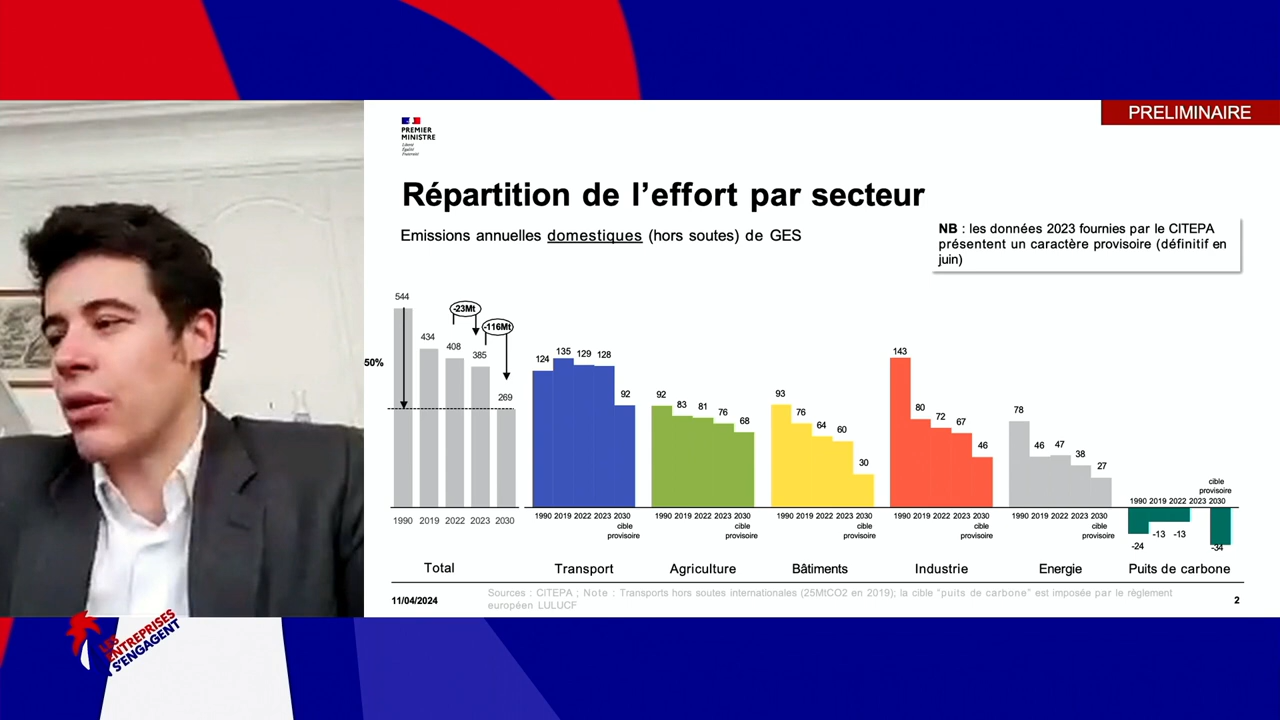 PRELIMINAIRE
PREMIER
MINISTRE
Liberté
Égalité
Fraternité
Répartition de l'effort par secteur
Emissions annuelles domestiques (hors soutes) de GES
NB : les données 2023 fournies par le CITEPA
présentent un caractère provisoire (définitif en
juin)
544
434
408
385
269
-23Mt
-116Mt
50%
1990 2019 2022 2023 2030
Total
124 135 129 128 92
1990 2019 2022 2023 2030
cible
provisoire
Transport
92 83 81 76 68
1990 2019 2022 2023 2030
cible
provisoire
Agriculture
93 76 64 60 30
1990 2019 2022 2023 2030
cible
provisoire
Bâtiments
143 80 72 67 46
1990 2019 2022 2023 2030
cible
provisoire
Industrie
78 46 47 38 27
1990 2019 2022 2023 2030
cible
provisoire
Energie
cible
provisoire
1990 2019 2022 2023 2030
-24 -13 -13 -34
Puits de carbone
11/04/2024
Sources : CITEPA ; Note : Transports hors soutes internationales (25MtCO2 en 2019); la cible "puits de carbone" est imposée par le règlement
européen LULUCF
2
LES
ENTREPRISES
S'ENGAGENT